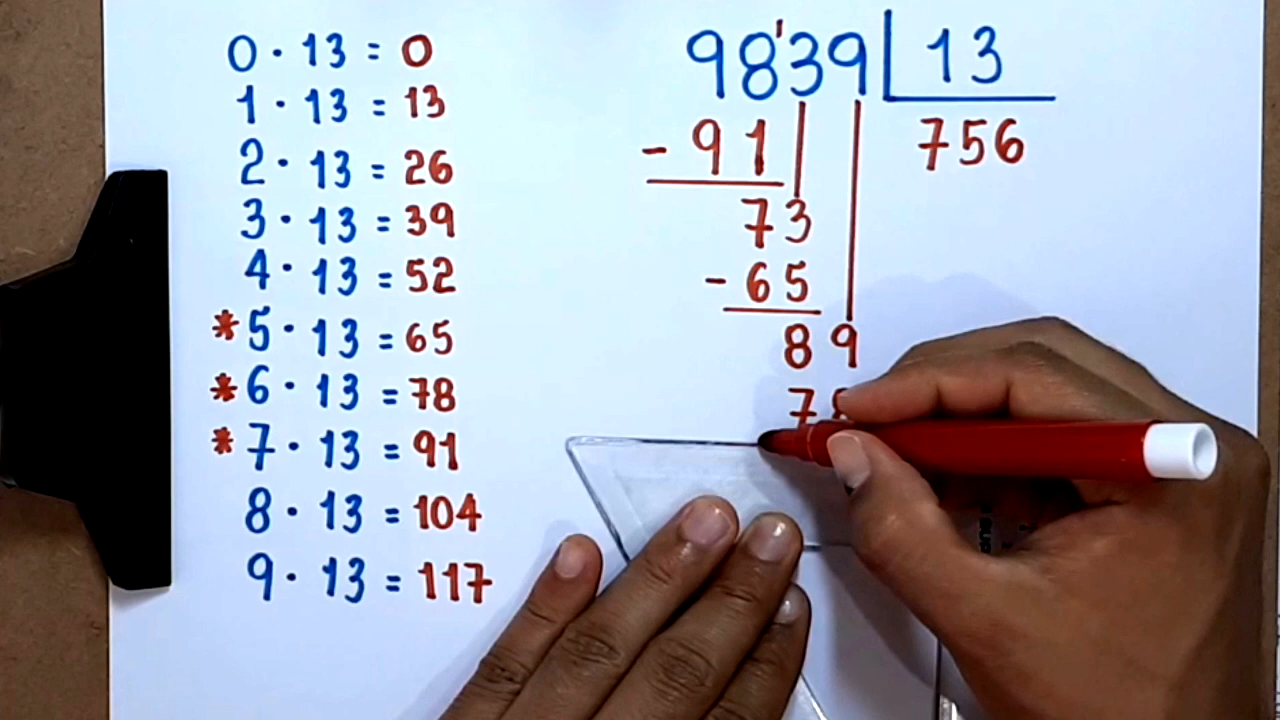 0 · 13 = 0
1 · 13 = 13
2 · 13 = 26
3 · 13 = 39
4 · 13 = 52
* 5 · 13 = 65
* 6 · 13 = 78
* 7 · 13 = 91
8 · 13 = 104
9 · 13 = 117
98'39 13
- 91 756
73
- 65
89
7